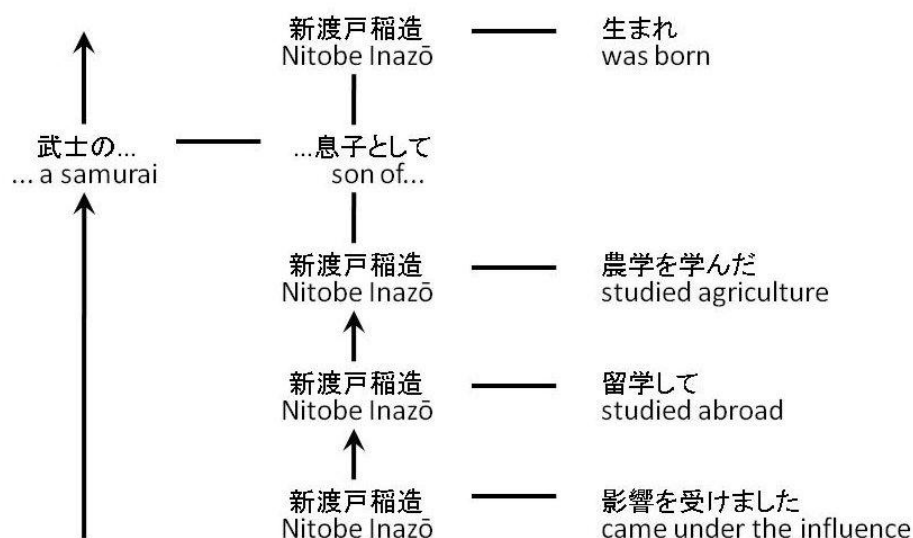 新渡戸稲造 生まれ
Nitobe Inazō was born
武士の... ...息子として
... a samurai son of...
新渡戸稲造 農学を学んだ
Nitobe Inazō studied agriculture
新渡戸稲造 留学して
Nitobe Inazō studied abroad
新渡戸稲造 影響を受けました
Nitobe Inazō came under the influence